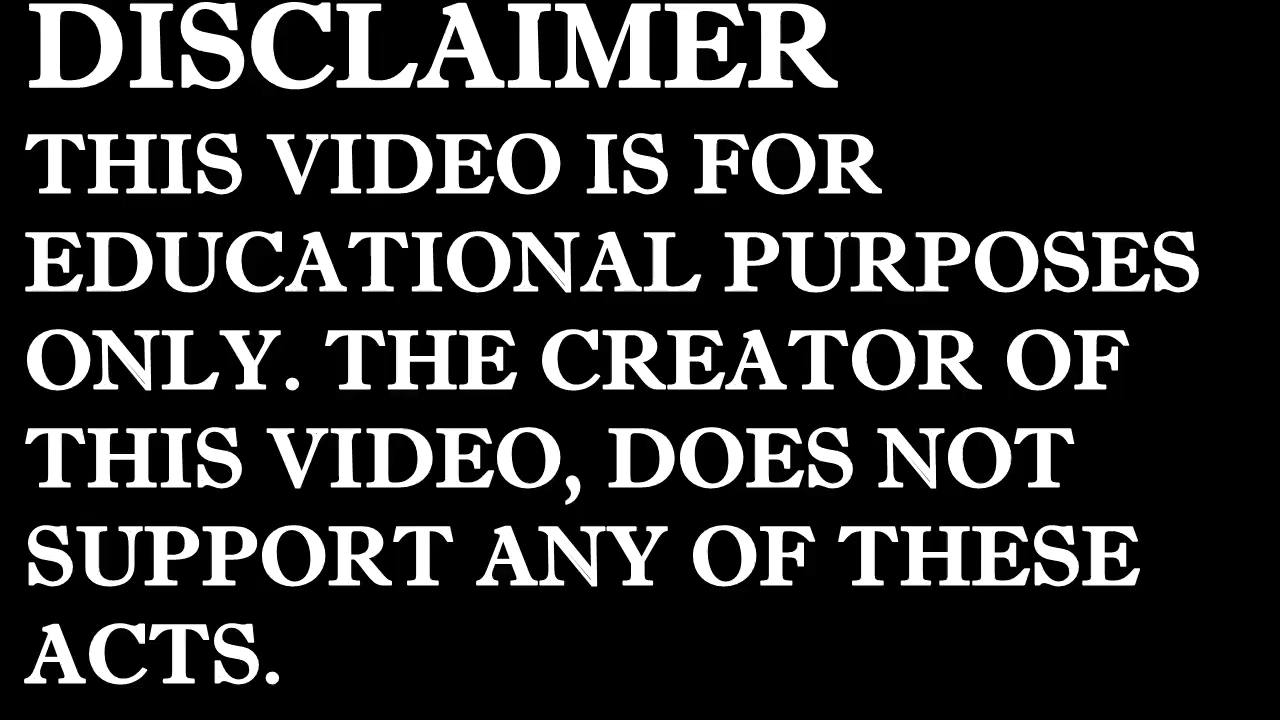 DISCLAIMER
THIS VIDEO IS FOR
EDUCATIONAL PURPOSES
ONLY. THE CREATOR OF
THIS VIDEO, DOES NOT
SUPPORT ANY OF THESE
ACTS.